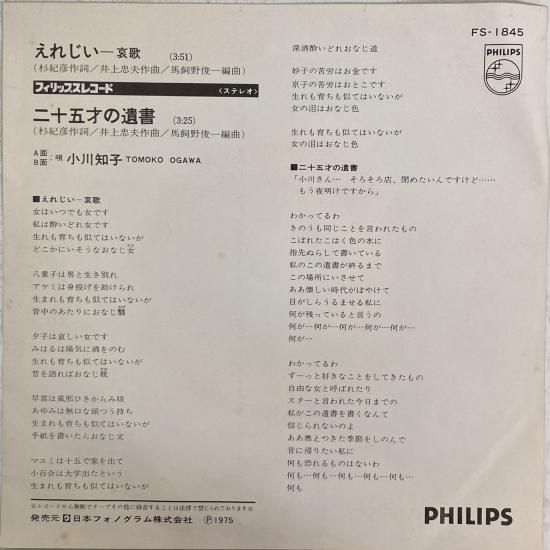 FS-1845
PHILIPS
えれじい―哀歌 (3:51)
(杉紀彦作詞／井上忠夫作曲／馬飼野俊一編曲)
フィリップスレコード 〈ステレオ〉
二十五才の遺書 (3:25)
(杉紀彦作詞／井上忠夫作曲／馬飼野俊一編曲)
A面 B面：唄 小川知子 TOMOKO OGAWA
■えれじい―哀歌
女はいつでも女です
私は酔いどれ女です
生れも育ちも似てはいないが
どこかにいそうなおなじ女
八重子は男と生き別れ
アケミは身投げを助けられ
生まれも育ちも似てはいないが
背中のあたりにおなじ翳
夕子は哀しい女です
みはるは陽気に酒をのむ
生れも育ちも似てはいないが
昔を語ればおなじ
早苗は風邪ひきからみ咳
あゆみは無口な頭つう持ち
生まれも育ちも似てはいないが
手紙を書いたらおなじ文
マユミは十五で家を出て
小百合は大学出たという
生れも育ちも似てはいないが
深酒酔いどれおなじ道
妙子の苦労はお金です
京子の苦労はおとこです
生れも育ちも似てはいないが
女の泪はおなじ色
生れも育ちも似てはいないが
女の泪はおなじ色
■二十五才の遺書
「小川さん… そろそろ店、閉めたいんですけど……
もう夜明けですから」
わかってるわ
きのうも同じことを言われたもの
こぼれたこはく色の水に
指先ぬらして書いている
私のこの遺書が終るまで
この場所にいさせて
ああ懐しい時代がぼやけて
目がしらうるませる私に
何が残っていると言うの
何が…何が…何が…何が…何が…
何が…
わかってるわ
ずーっと好きなことをしてきたもの
自由な女と呼ばれたり
スターと言われた今日までの
私がこの遺書を書くなんて
信じられないのよ
ああ燃えつきた季節をしのんで
昔に帰りたい私に
何も恐れるものはないわ
何も…何も…何も…何も…何も…
何も
☆レコードから無断でテープその他に録音することは法律で禁じられております☆
発売元 日本フォノグラム株式会社 Ⓟ1975
PHILIPS